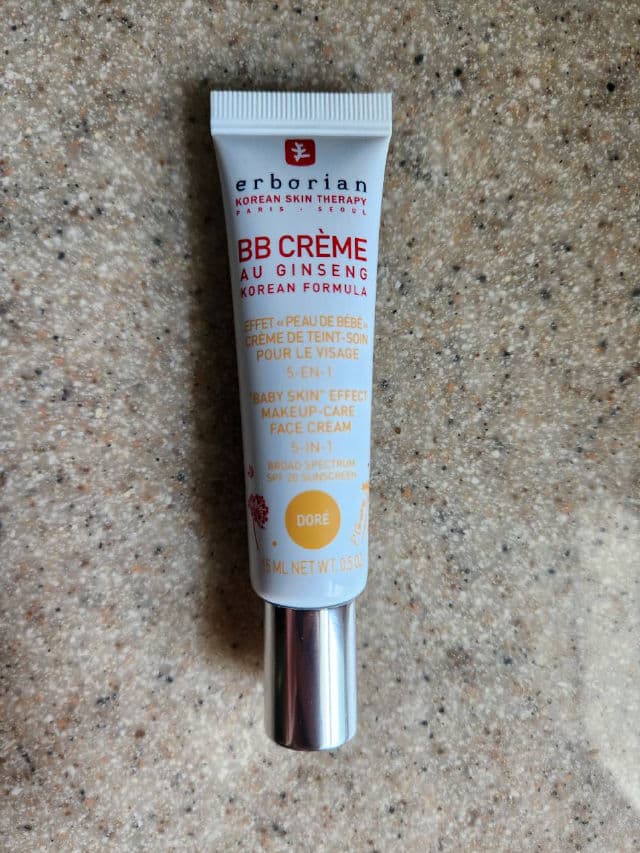 erborian
KOREAN SKIN THERAPY
PARIS - SEOUL
BB CRÈME
AU GINSENG
KOREAN FORMULA
EFFET « PEAU DE BÉBÉ »
CRÈME DE TEINT-SOIN
POUR LE VISAGE
5-EN-1
"BABY SKIN" EFFECT
MAKEUP-CARE
FACE CREAM
5-IN-1
BROAD SPECTRUM
SPF 20 SUNSCREEN
DORÉ
ML NET WT. 0.5 OZ